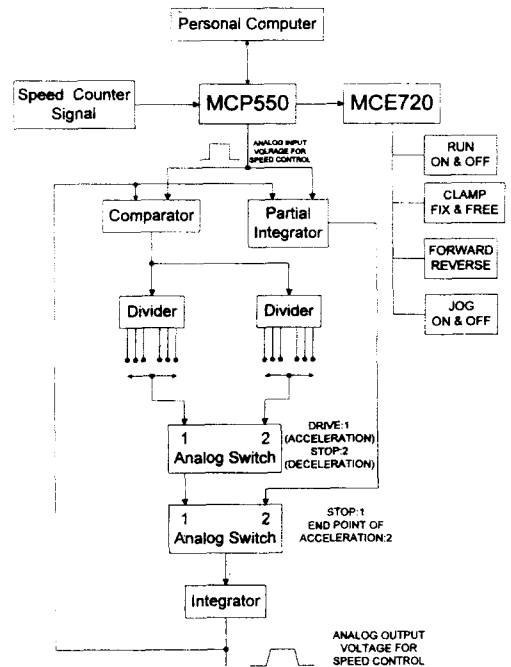 Personal Computer
Speed Counter
Signal
MCP550
MCE720
ANALOG INPUT
VOLRAGE FOR
SPEED CONTROL
RUN
ON & OFF
Comparator
Partial
Integrator
CLAMP
FIX & FREE
FORWARD
REVERSE
Divider
Divider
JOG
ON & OFF
1 2
Analog Switch
DRIVE:1
(ACCELERATION)
STOP:2
(DECELERATION)
1 2
Analog Switch
STOP:1
END POINT OF
ACCELERATION:2
Integrator
ANALOG OUTPUT
VOLTAGE FOR
SPEED CONTROL